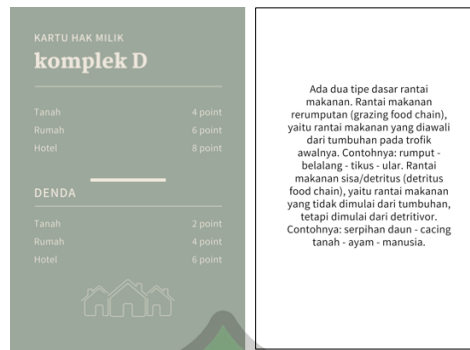 KARTU HAK MILIK
komplek D
Tanah 4 point
Rumah 6 point
Hotel 8 point
DENDA
Tanah 2 point
Rumah 4 point
Hotel 6 point
Ada dua tipe dasar rantai
makanan. Rantai makanan
rerumputan (grazing food chain),
yaitu rantai makanan yang diawali
dari tumbuhan pada trofik
awalnya. Contohnya: rumput -
belalang - tikus - ular. Rantai
makanan sisa/detritus (detritus
food chain), yaitu rantai makanan
yang tidak dimulai dari tumbuhan,
tetapi dimulai dari detritivor.
Contohnya: serpihan daun - cacing
tanah - ayam - manusia.